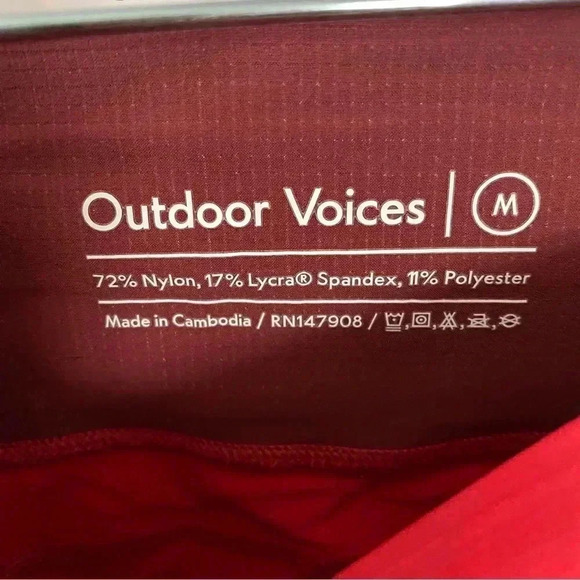 Outdoor Voices | M
72% Nylon, 17% Lycra® Spandex, 11% Polyester
Made in Cambodia / RN147908 /